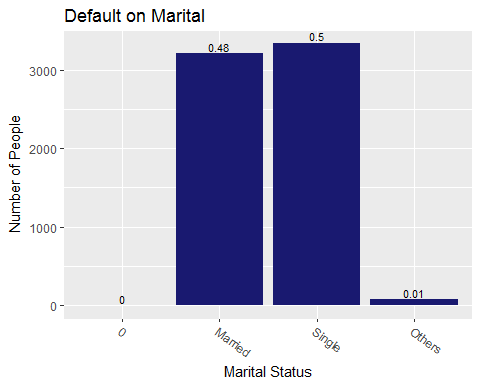 Default on Marital
Number of People
3000
2000
1000
0
0
0.48
0.5
0.01
0
Married
Single
Others
Marital Status